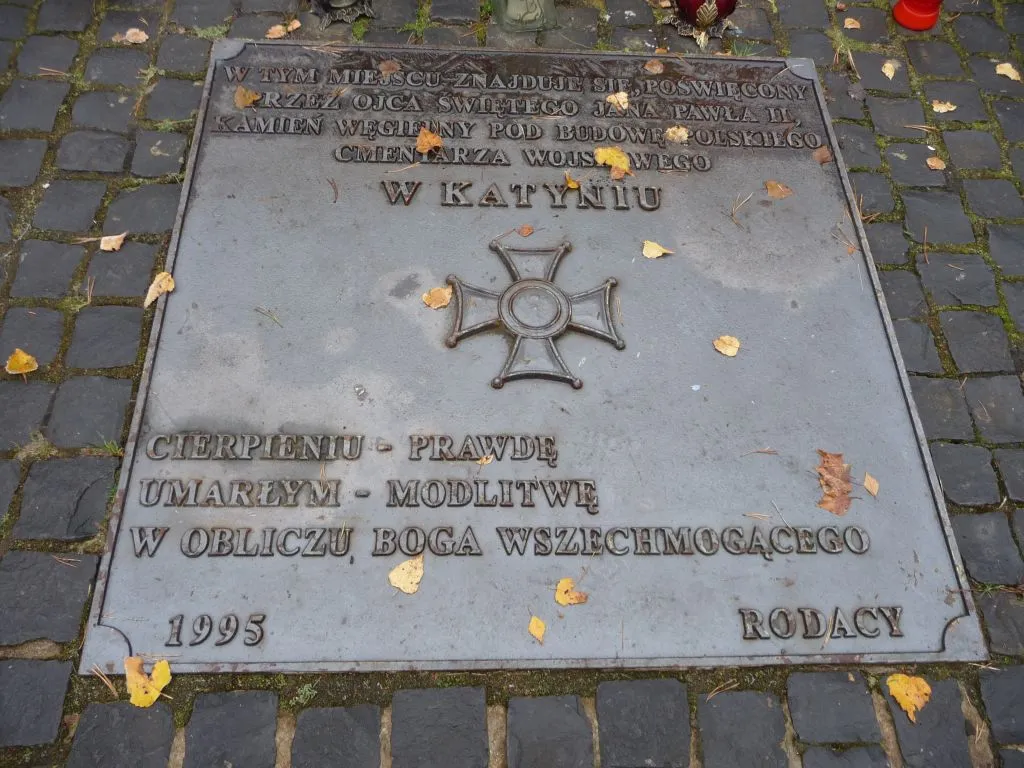 W TYM MIEJSCU ZNAJDUJE SIĘ, POŚWIĘCONY
PRZEZ OJCA ŚWIĘTEGO JANA PAWŁA II,
KAMIEŃ WĘGIELNY POD BUDOWĘ POLSKIEGO
CMENTARZA WOJSKOWEGO
W KATYNIU
CIERPIENIU - PRAWDĘ
UMARŁYM - MODLITWĘ
W OBLICZU BOGA WSZECHMOGĄCEGO
1995 RODACY